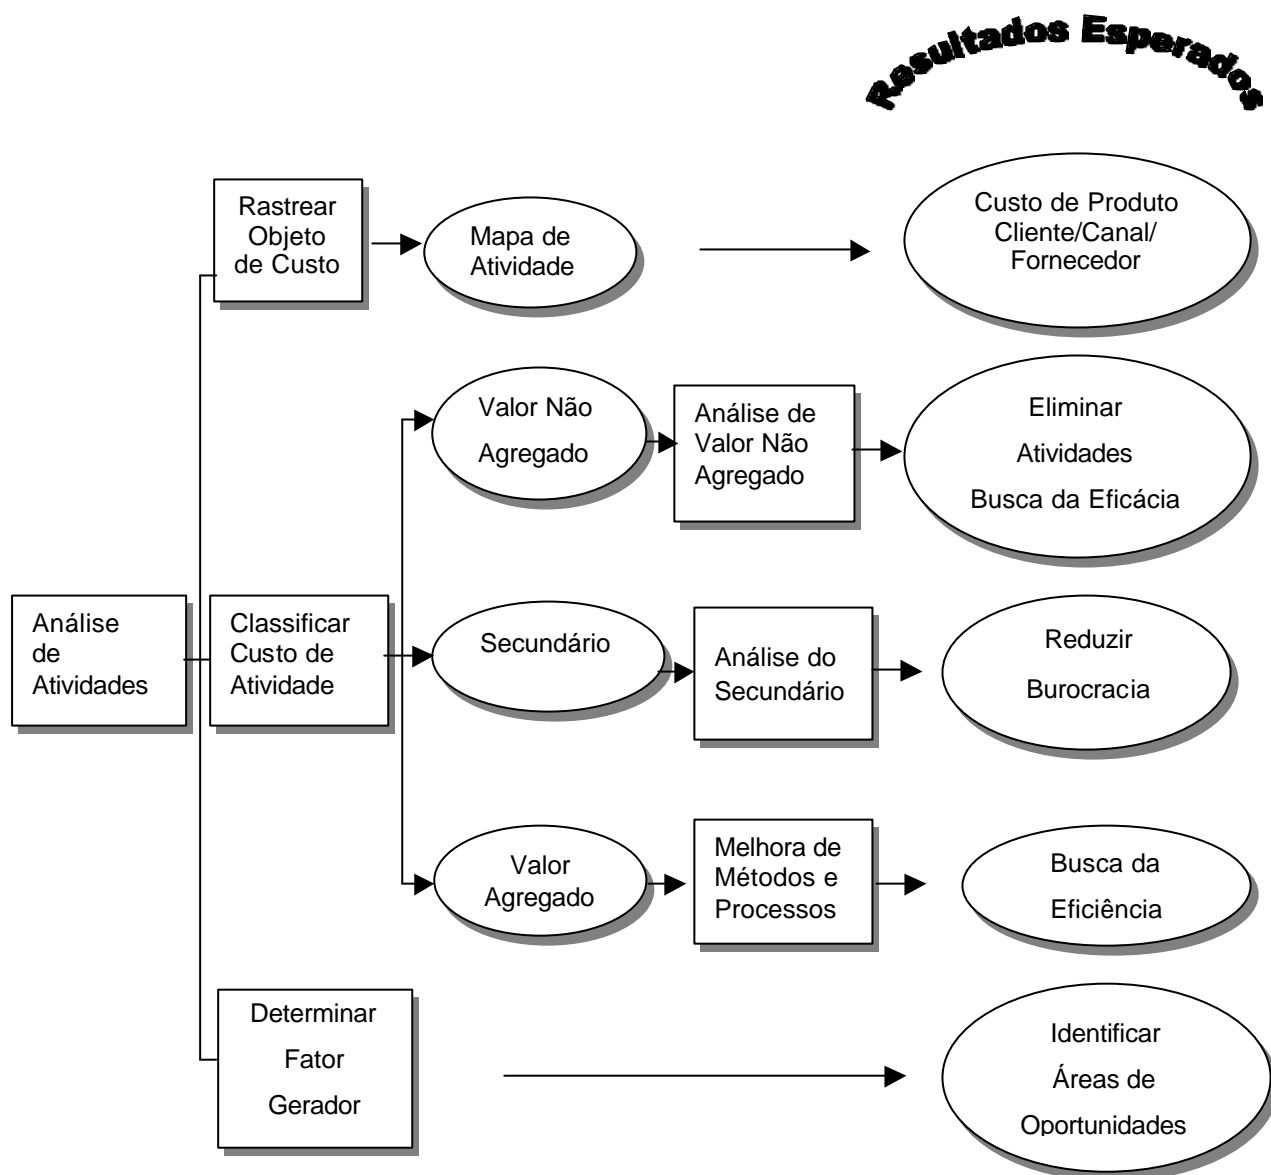 Resultados Esperados
Rastrear
Objeto
de Custo
Mapa de
Atividade
Custo de Produto
Cliente/Canal/
Fornecedor
Valor Não
Agregado
Análise de
Valor Não
Agregado
Eliminar
Atividades
Busca da Eficácia
Análise
de
Atividades
Classificar
Custo de
Atividade
Secundário
Análise do
Secundário
Reduzir
Burocracia
Valor
Agregado
Melhora de
Métodos e
Processos
Busca da
Eficiência
Determinar
Fator
Gerador
Identificar
Áreas de
Oportunidades